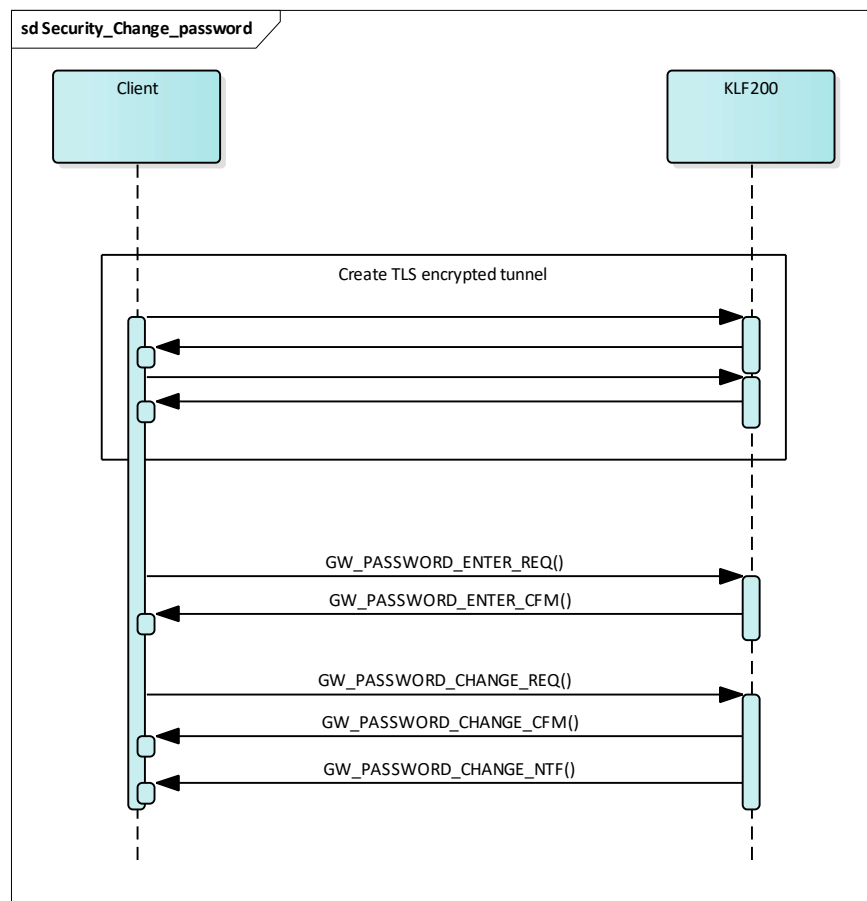 sd Security_Change_password
Client
KLF200
Create TLS encrypted tunnel
GW_PASSWORD_ENTER_REQ()
GW_PASSWORD_ENTER_CFM()
GW_PASSWORD_CHANGE_REQ()
GW_PASSWORD_CHANGE_CFM()
GW_PASSWORD_CHANGE_NTF()